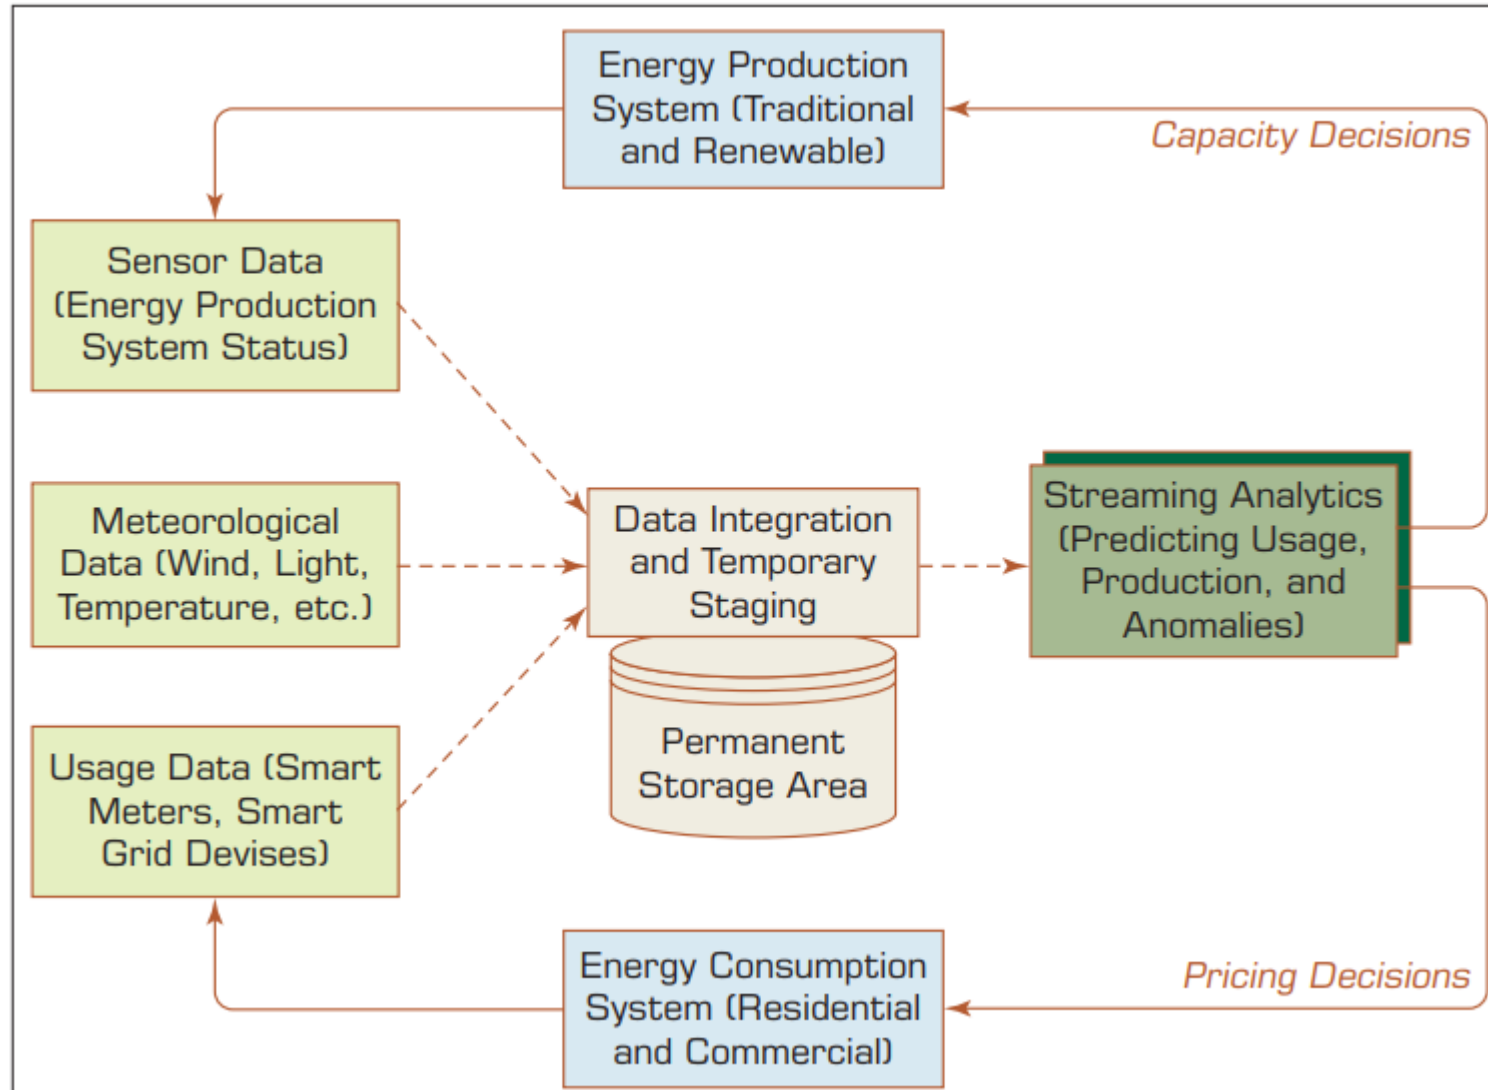 Energy Production
System (Traditional
and Renewable)
Capacity Decisions
Sensor Data
(Energy Production
System Status)
Meteorological
Data (Wind, Light,
Temperature, etc.)
Data Integration
and Temporary
Staging
Streaming Analytics
(Predicting Usage,
Production, and
Anomalies)
Permanent
Storage Area
Usage Data (Smart
Meters, Smart
Grid Devises)
Energy Consumption
System (Residential
and Commercial)
Pricing Decisions